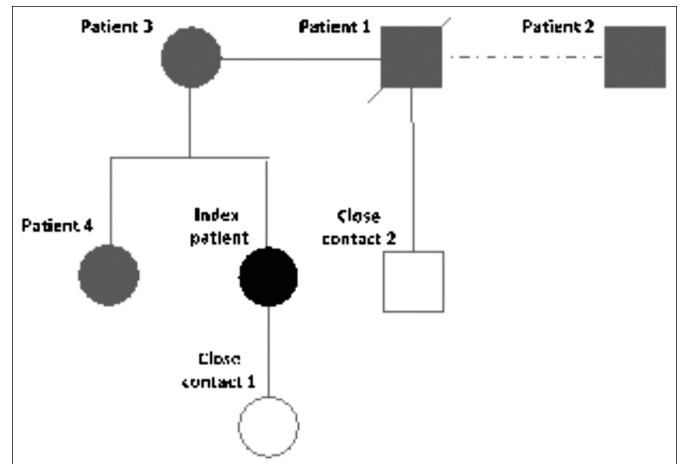 Patient 3
Patient 1
Patient 2
Patient 4
Index
patient
Close
contact 2
Close
contact 1